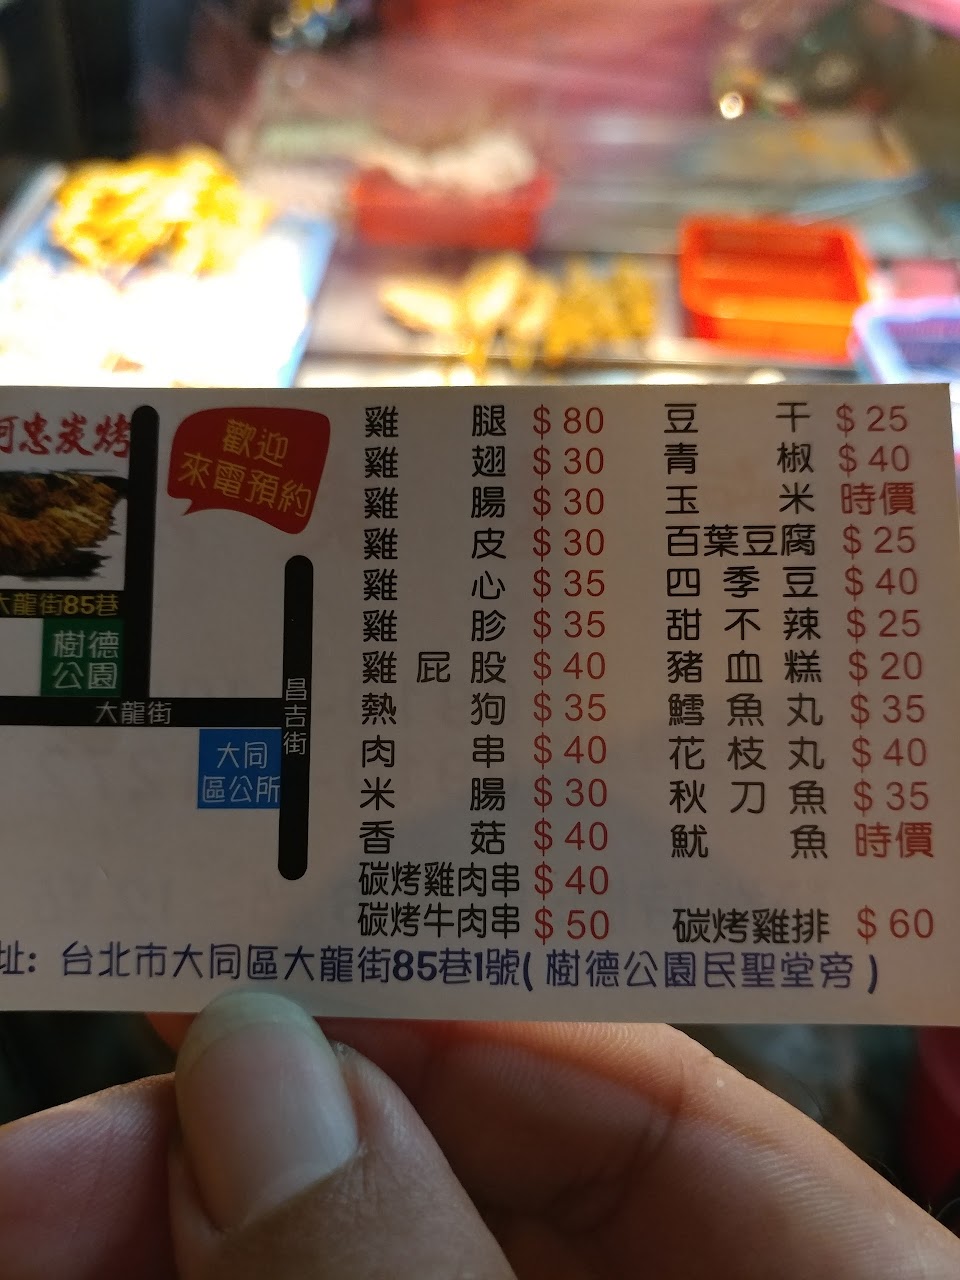 阿忠炭烤
歡迎
來電預約
大龍街85巷
樹德
公園
大龍街
昌吉街
大同
區公所
雞腿 $80
雞翅 $30
雞腸 $30
雞皮 $30
雞心 $35
雞胗 $35
雞屁股 $40
熱狗 $35
肉串 $40
米腸 $30
香菇 $40
碳烤雞肉串 $40
碳烤牛肉串 $50
豆干 $25
青椒 $40
玉米 時價
百葉豆腐 $25
四季豆 $40
甜不辣 $25
豬血糕 $20
鱈魚丸 $35
花枝丸 $40
秋刀魚 $35
魷魚 時價
碳烤雞排 $60
址: 台北市大同區大龍街85巷1號(樹德公園民聖堂旁)